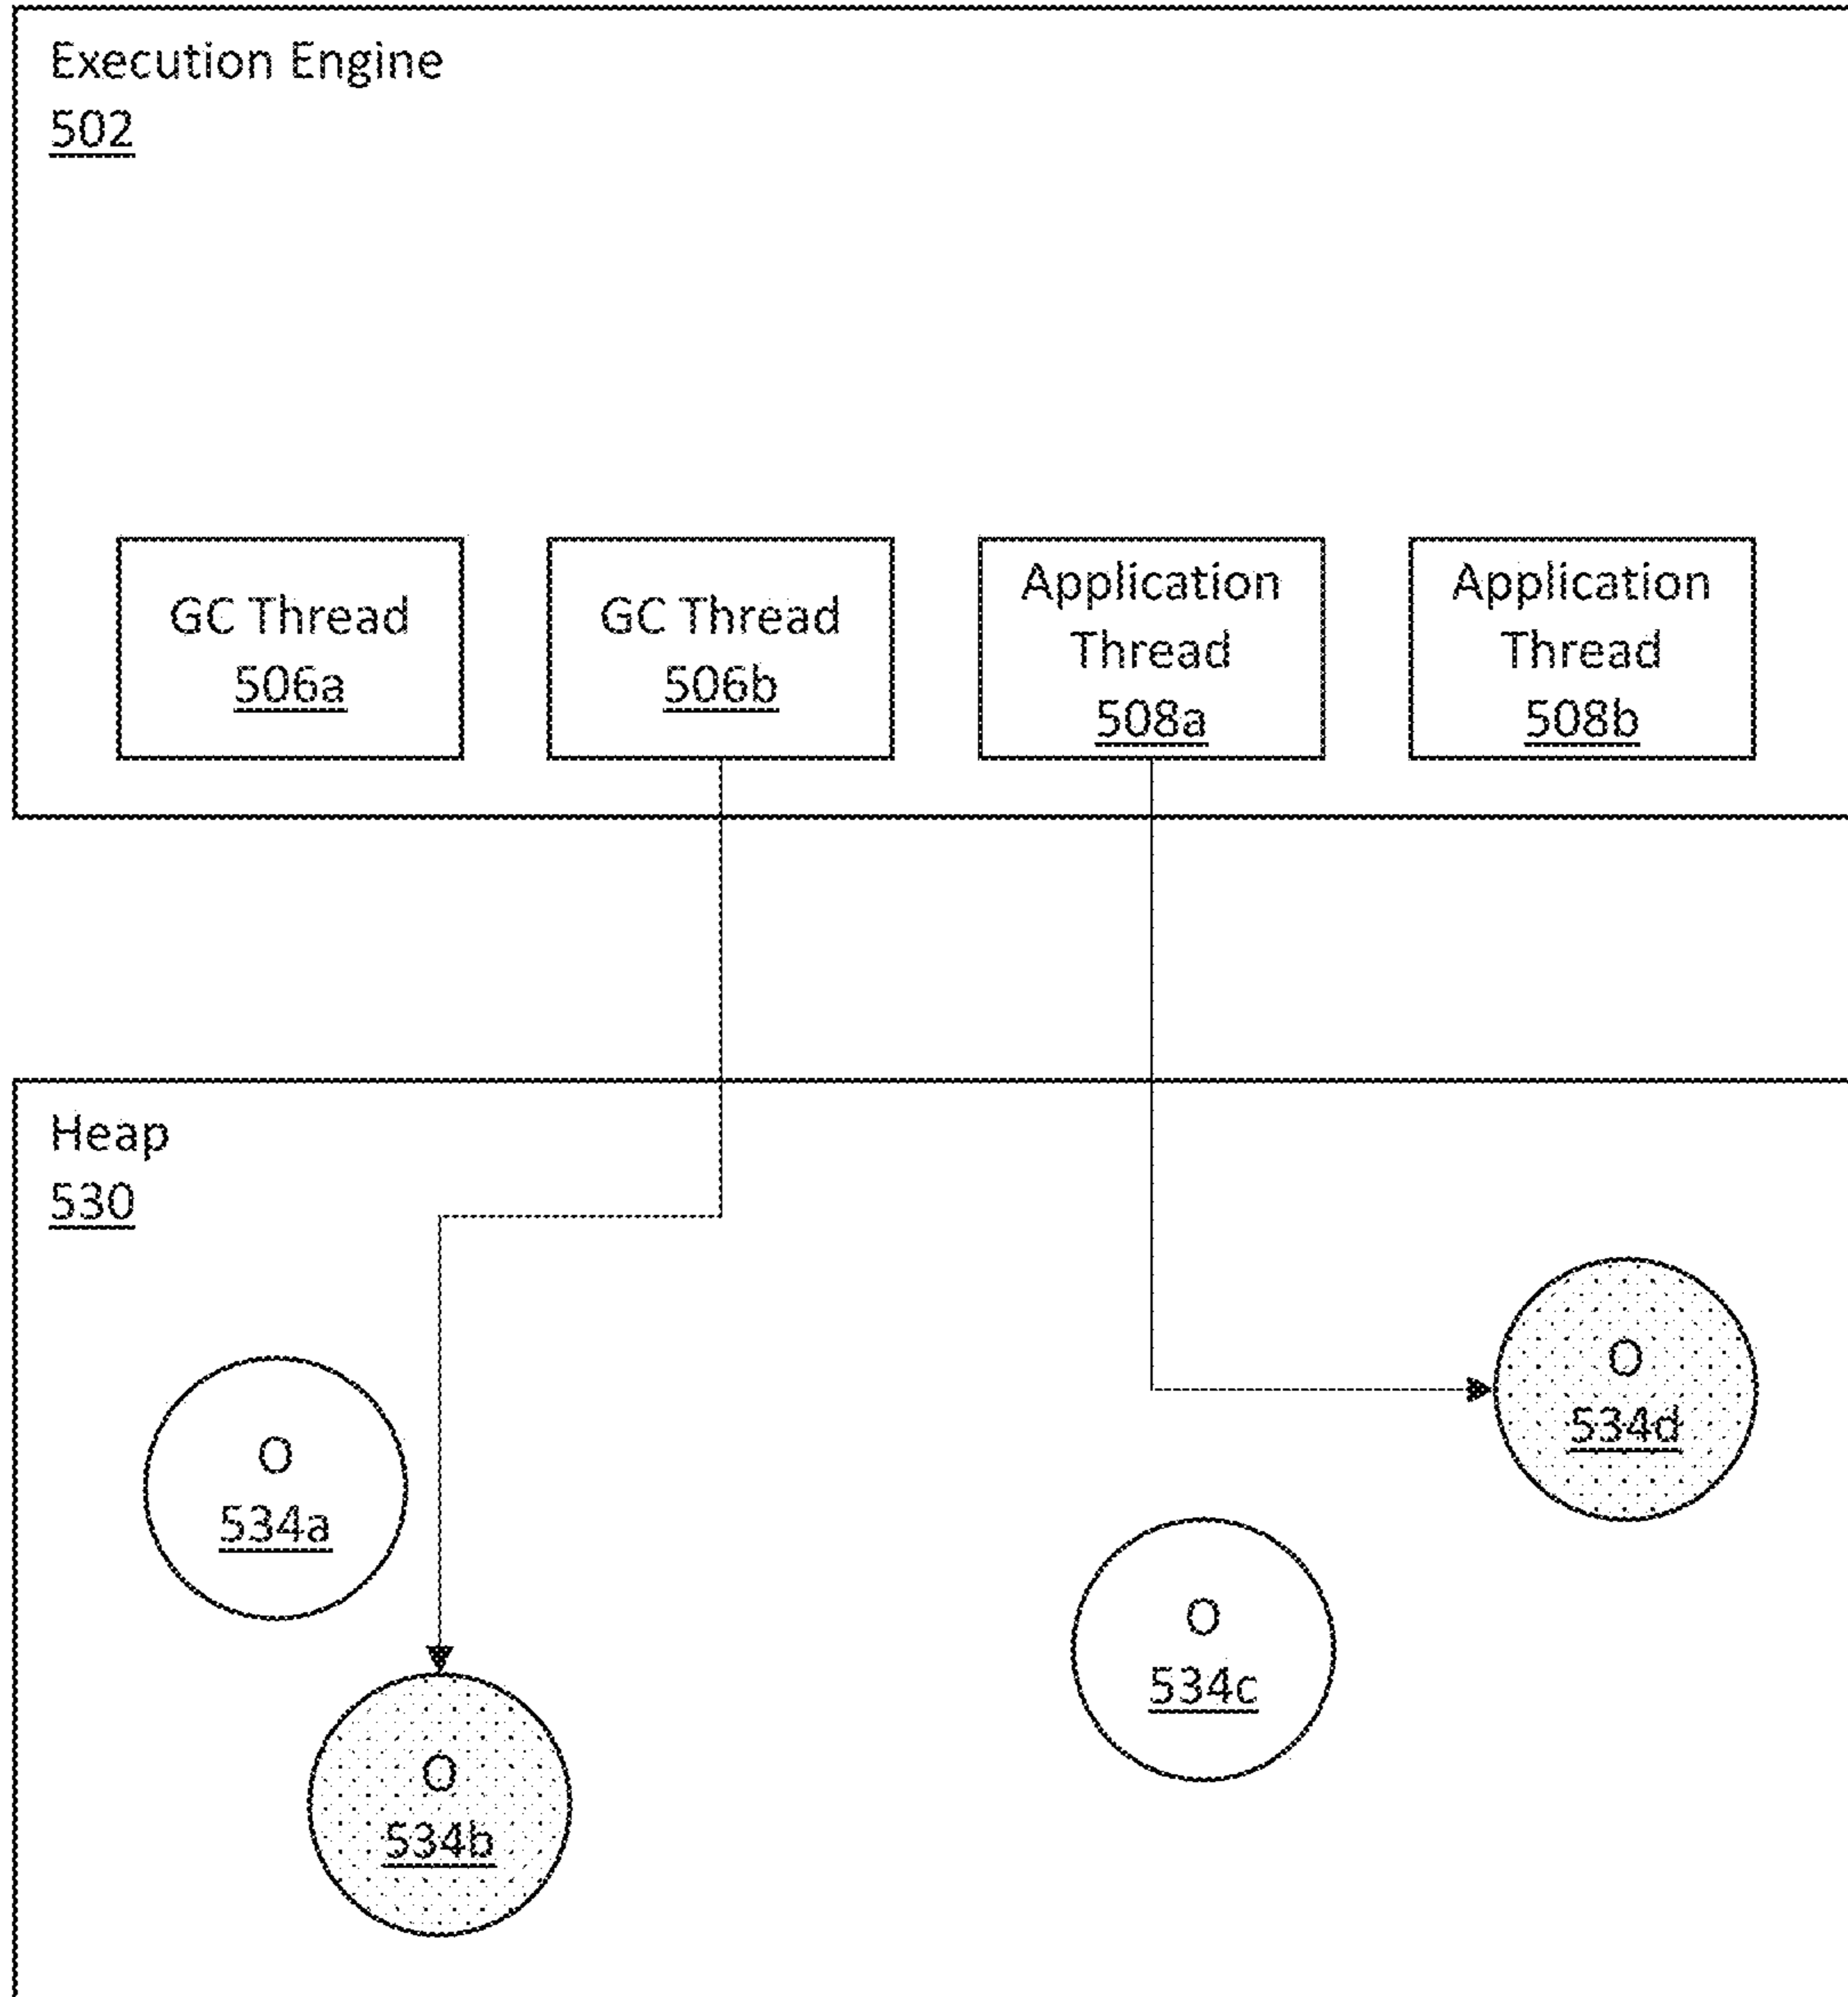 Execution Engine
502
GC Thread
506a
GC Thread
506b
Application
Thread
508a
Application
Thread
508b
Heap
530
O
534a
O
534b
O
534c
O
534d